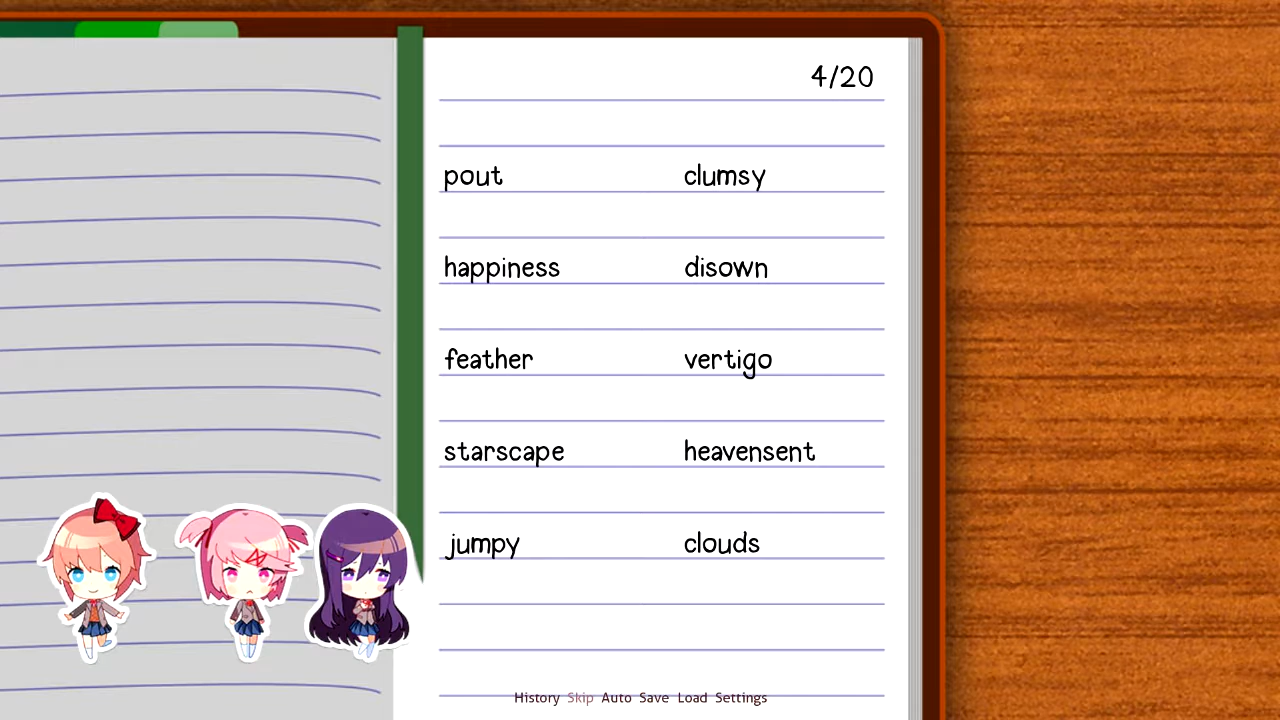 4/20
pout clumsy
happiness disown
feather vertigo
starscape heavensent
jumpy clouds
History Skip Auto Save Load Settings